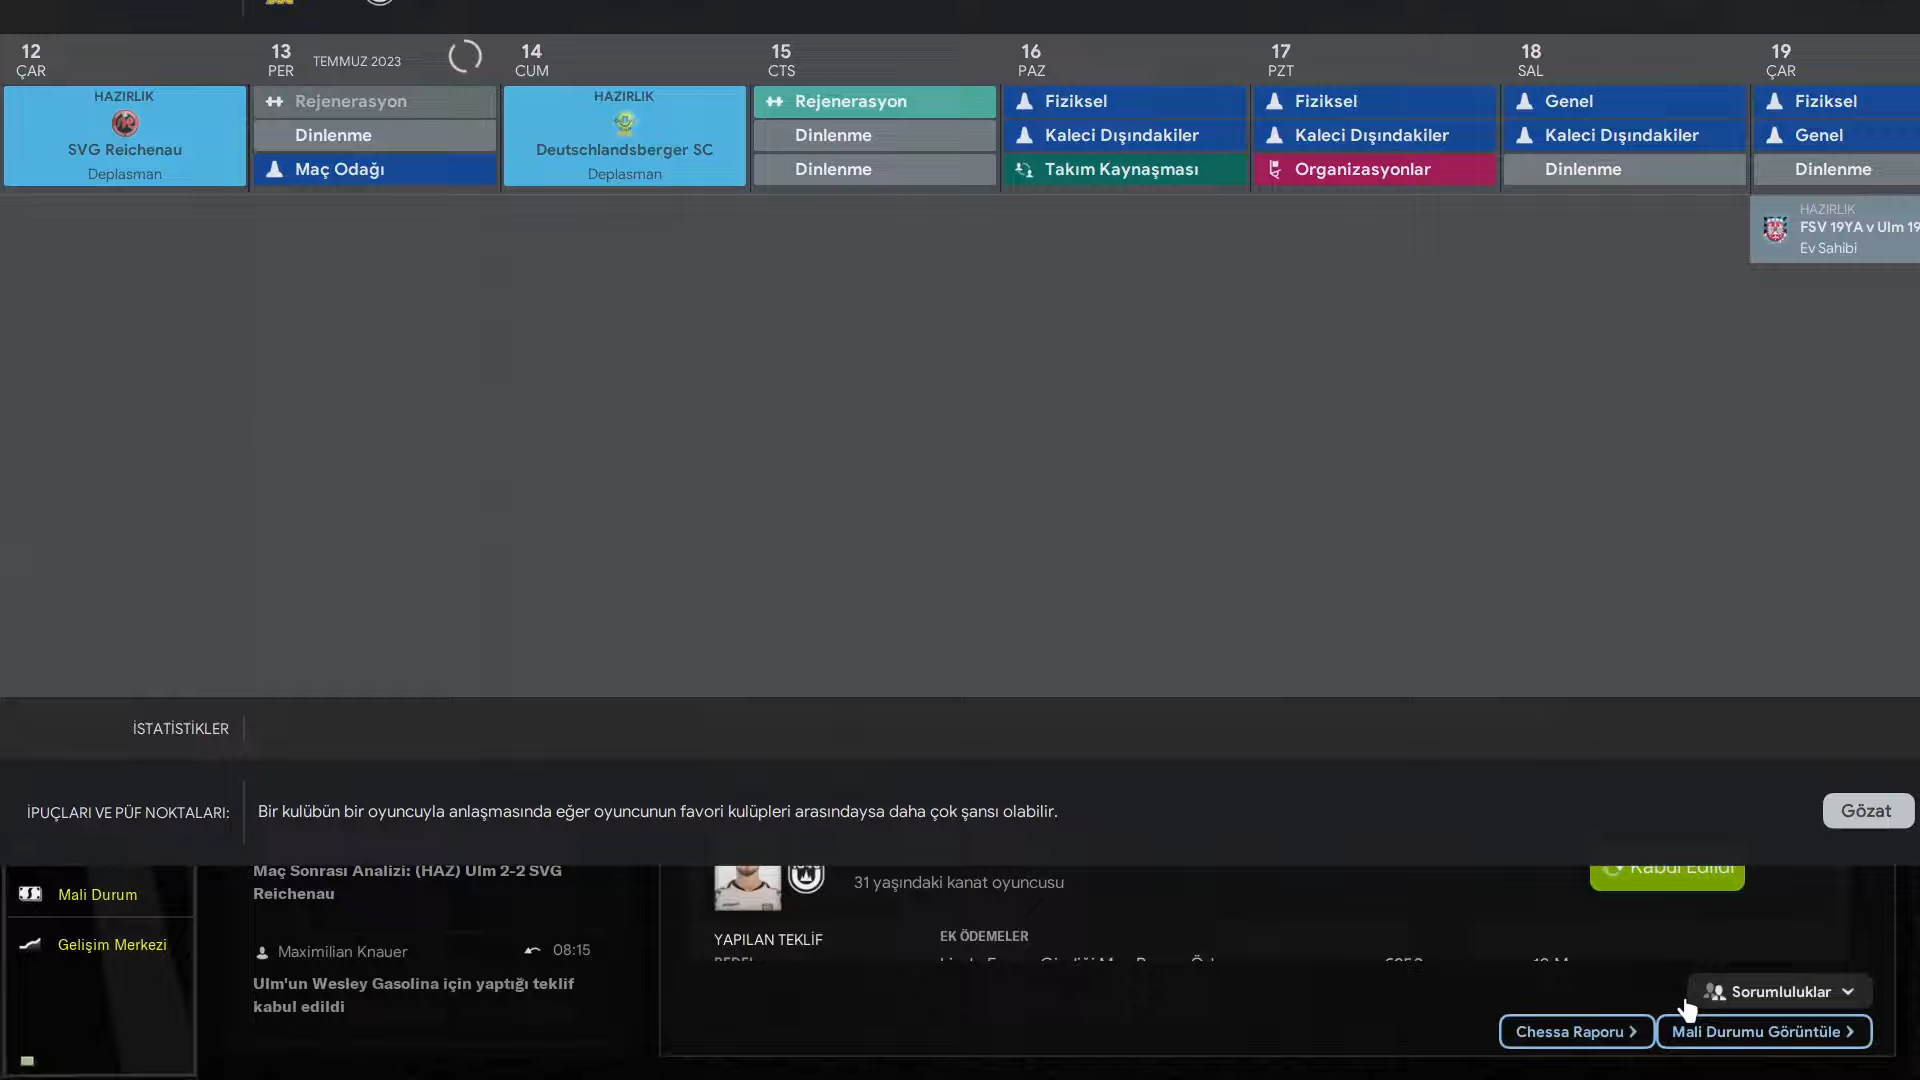 12
ÇAR
13
PER
TEMMUZ 2023
14
CUM
15
CTS
16
PAZ
17
PZT
18
SAL
19
ÇAR
HAZIRLIK
SVG Reichenau
Deplasman
Rejenerasyon
Dinlenme
Maç Odağı
HAZIRLIK
Deutschlandsberger SC
Deplasman
Rejenerasyon
Dinlenme
Dinlenme
Fiziksel
Kaleci Dışındakiler
Takım Kaynaşması
Fiziksel
Kaleci Dışındakiler
Organizasyonlar
Genel
Kaleci Dışındakiler
Dinlenme
Fiziksel
Genel
Dinlenme
HAZIRLIK
FSV 19YA v Ulm 19
Ev Sahibi
İSTATİSTİKLER
İPUÇLARI VE PÜF NOKTALARI:
Bir kulübün bir oyuncuyla anlaşmasında eğer oyuncunun favori kulüpleri arasındaysa daha çok şansı olabilir.
Gözat
Mali Durum
Gelişim Merkezi
Maç Sonrası Analizi: (HAZ) Ulm 2-2 SVG
Reichenau
Maximilian Knauer
08:15
Ulm'un Wesley Gasolina için yaptığı teklif
kabul edildi
31 yaşındaki kanat oyuncusu
Kabul Edildi
YAPILAN TEKLİF
EK ÖDEMELER
Sorumluluklar
Chessa Raporu
Mali Durumu Görüntüle